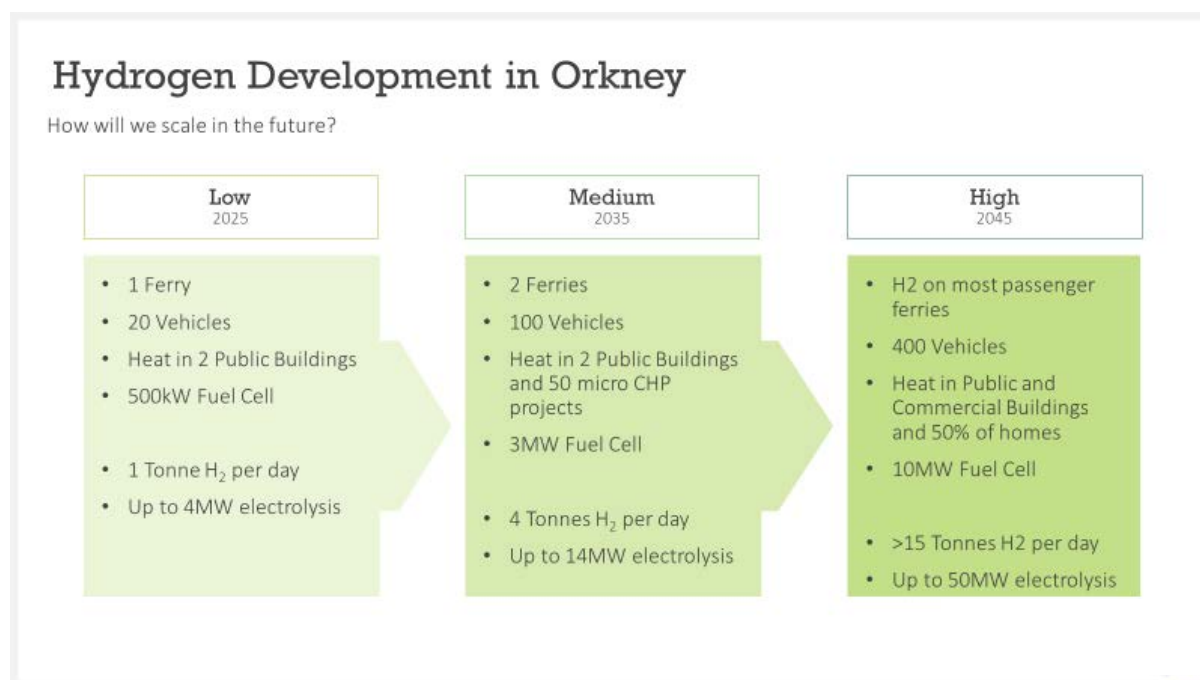 Hydrogen Development in Orkney
How will we scale in the future?
Low
2025
• 1 Ferry
• 20 Vehicles
• Heat in 2 Public Buildings
• 500kW Fuel Cell
• 1 Tonne H₂ per day
• Up to 4MW electrolysis
Medium
2035
• 2 Ferries
• 100 Vehicles
• Heat in 2 Public Buildings
and 50 micro CHP
projects
• 3MW Fuel Cell
• 4 Tonnes H₂ per day
• Up to 14MW electrolysis
High
2045
• H2 on most passenger
ferries
• 400 Vehicles
• Heat in Public and
Commercial Buildings
and 50% of homes
• 10MW Fuel Cell
• >15 Tonnes H2 per day
• Up to 50MW electrolysis